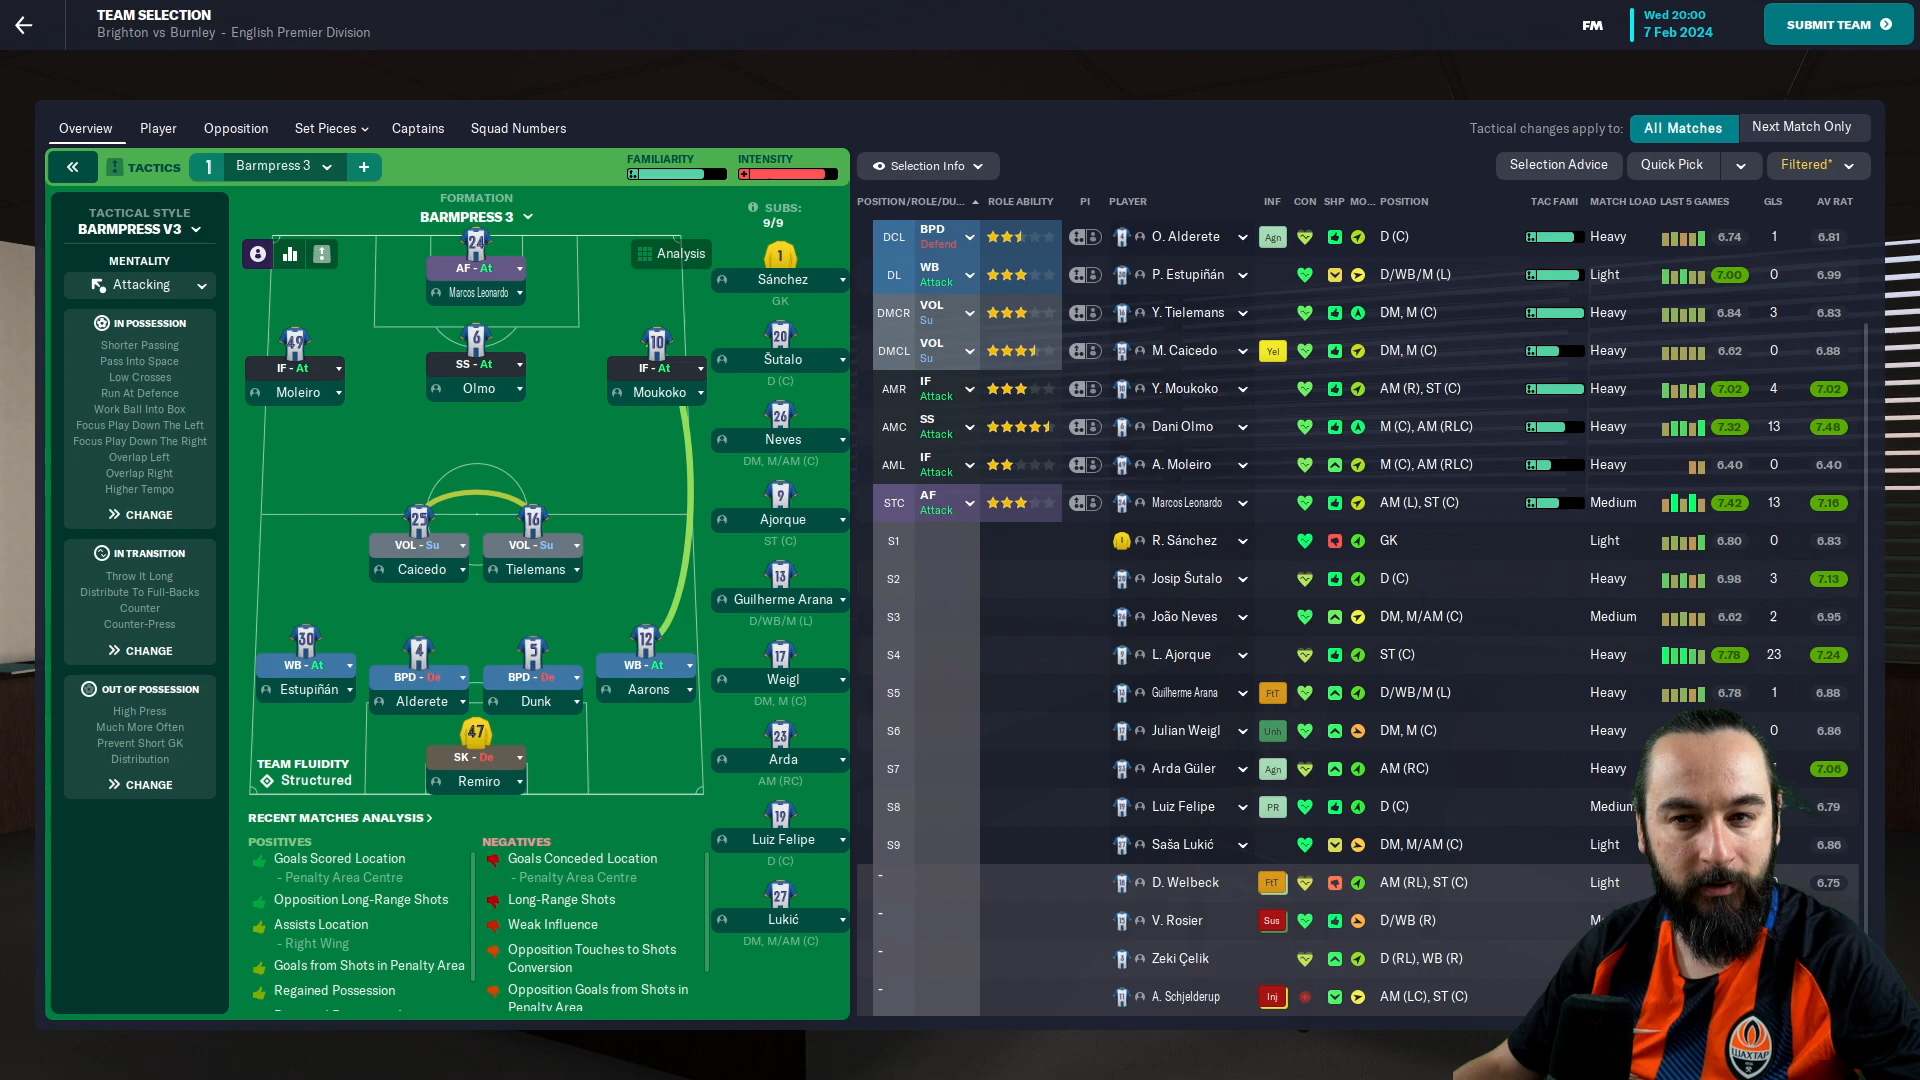 TEAM SELECTION
Brighton vs Burnley - English Premier Division
FM
Wed 20:00
7 Feb 2024
SUBMIT TEAM
Overview
Player
Opposition
Set Pieces
Captains
Squad Numbers
Tactical changes apply to:
All Matches
Next Match Only
TACTICS
1
Barmpress 3
+
FAMILIARITY
INTENSITY
Selection Info
Selection Advice
Quick Pick
Filtered*
TACTICAL STYLE
BARMPRESS V3
MENTALITY
Attacking
IN POSSESSION
Shorter Passing
Pass Into Space
Low Crosses
Run At Defence
Work Ball Into Box
Focus Play Down The Left
Focus Play Down The Right
Overlap Left
Overlap Right
Higher Tempo
CHANGE
IN TRANSITION
Throw It Long
Distribute To Full-Backs
Counter
Counter-Press
CHANGE
OUT OF POSSESSION
High Press
Much More Often
Prevent Short GK
Distribution
CHANGE
FORMATION
BARMPRESS 3
Analysis
24
AF - At
Marcos Leonardo
49
IF - At
Moleiro
6
SS - At
Olmo
10
IF - At
Moukoko
25
VOL - Su
Caicedo
16
VOL - Su
Tielemans
30
WB - At
Estupiñán
4
BPD - De
Alderete
5
BPD - De
Dunk
12
WB - At
Aarons
47
SK - De
Remiro
TEAM FLUIDITY
Structured
SUBS:
9/9
1
Sánchez
GK
20
Šutalo
D (C)
26
Neves
DM, M/AM (C)
9
Ajorque
ST (C)
13
Guilherme Arana
D/WB/M (L)
17
Weigl
DM, M (C)
23
Arda
AM (RC)
19
Luiz Felipe
D (C)
27
Lukić
DM, M/AM (C)
RECENT MATCHES ANALYSIS
POSITIVES
Goals Scored Location
- Penalty Area Centre
Opposition Long-Range Shots
Assists Location
- Right Wing
Goals from Shots in Penalty Area
Regained Possession
NEGATIVES
Goals Conceded Location
- Penalty Area Centre
Long-Range Shots
Weak Influence
Opposition Touches to Shots
Conversion
Opposition Goals from Shots in
Penalty Area
POSITION/ROLE/DU... ROLE ABILITY PI PLAYER INF CON SHP MO... POSITION TAC FAMI MATCH LOAD LAST 5 GAMES GLS AV RAT
DCL BPD Defend O. Alderete Agn D (C) Heavy 6.74 1 6.81
DL WB Attack P. Estupiñán D/WB/M (L) Light 7.00 0 6.99
DMCR VOL Su Y. Tielemans DM, M (C) Heavy 6.84 3 6.83
DMCL VOL Su M. Caicedo Yel DM, M (C) Heavy 6.62 0 6.88
AMR IF Attack Y. Moukoko AM (R), ST (C) Heavy 7.02 4 7.02
AMC SS Attack Dani Olmo M (C), AM (RLC) Heavy 7.32 13 7.48
AML IF Attack A. Moleiro M (C), AM (RLC) Heavy 6.40 0 6.40
STC AF Attack Marcos Leonardo AM (L), ST (C) Medium 7.42 13 7.16
S1 R. Sánchez GK Light 6.80 0 6.83
S2 Josip Šutalo D (C) Heavy 6.98 3 7.13
S3 João Neves DM, M/AM (C) Medium 6.62 2 6.95
S4 L. Ajorque ST (C) Heavy 7.78 23 7.24
S5 Guilherme Arana FtT D/WB/M (L) Heavy 6.78 1 6.88
S6 Julian Weigl Unh DM, M (C) Heavy 0 6.86
S7 Arda Güler Agn AM (RC) Heavy 7.06
S8 Luiz Felipe PR D (C) 6.79
S9 Saša Lukić DM, M/AM (C) Light 6.86
- D. Welbeck FtT AM (RL), ST (C) Light 6.75
- V. Rosier Sus D/WB (R)
- Zeki Çelik D (RL), WB (R)
- A. Schjelderup Inj AM (LC), ST (C)
ШАХТАР